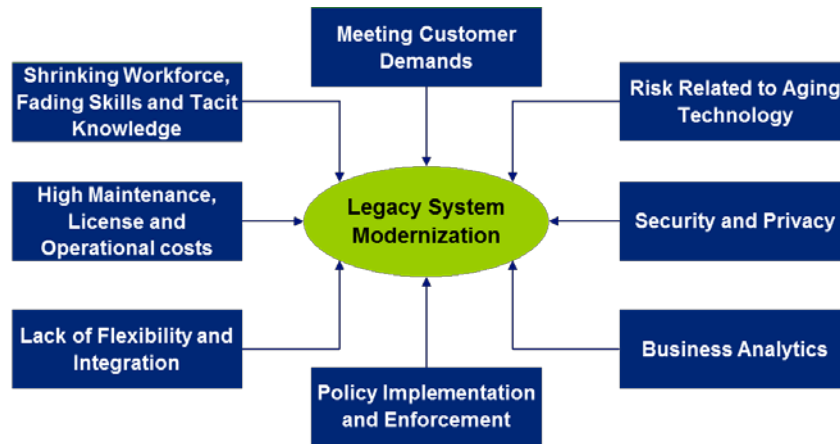 Meeting Customer
Demands
Shrinking Workforce,
Fading Skills and Tacit
Knowledge
Risk Related to Aging
Technology
High Maintenance,
License and
Operational costs
Legacy System
Modernization
Security and Privacy
Lack of Flexibility and
Integration
Business Analytics
Policy Implementation
and Enforcement